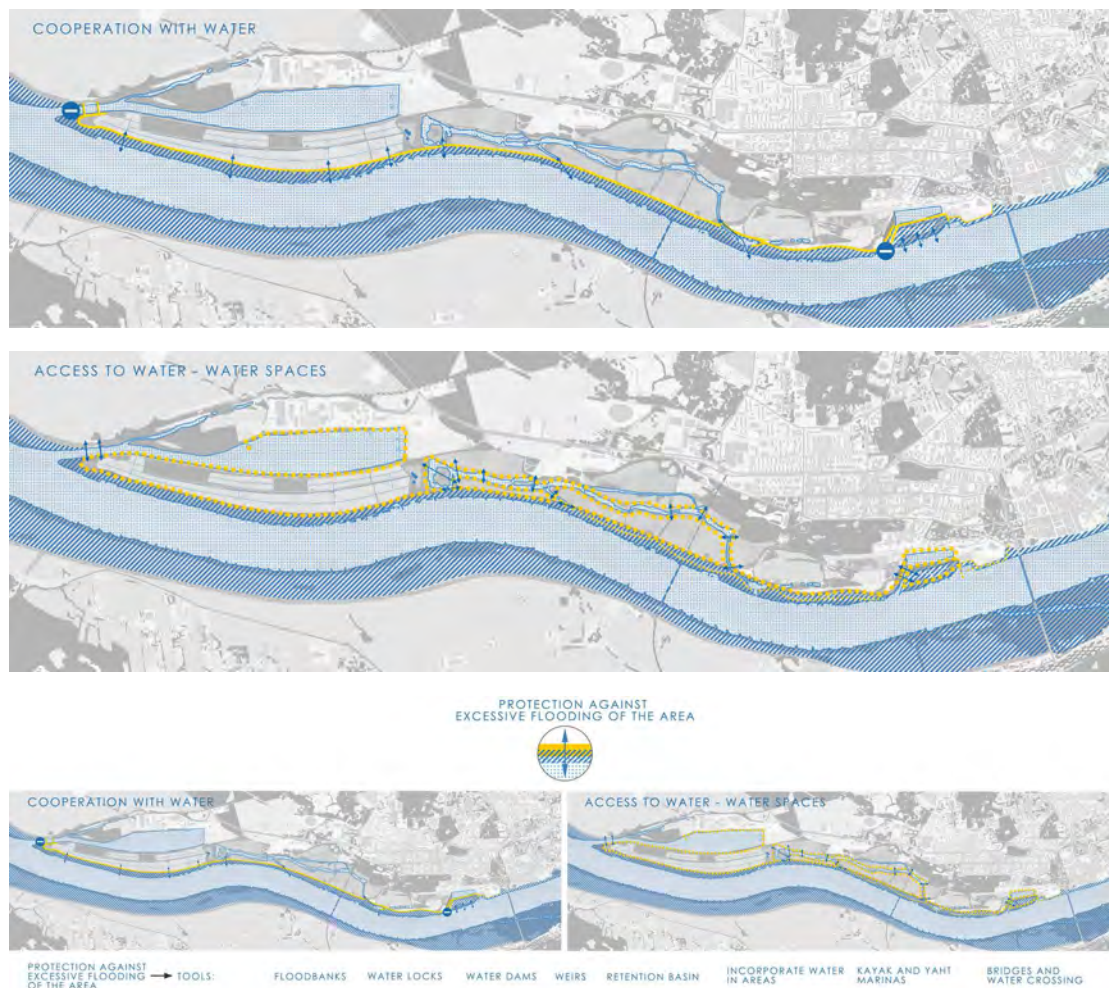 COOPERATION WITH WATER
ACCESS TO WATER – WATER SPACES
PROTECTION AGAINST
EXCESSIVE FLOODING OF THE AREA
COOPERATION WITH WATER
ACCESS TO WATER - WATER SPACES
PROTECTION AGAINST
EXCESSIVE FLOODING
OF THE AREA
TOOLS:
FLOODBANKS
WATER LOCKS
WATER DAMS
WEIRS
RETENTION BASIN
INCORPORATE WATER
IN AREAS
KAYAK AND YAHT
MARINAS
BRIDGES AND
WATER CROSSING